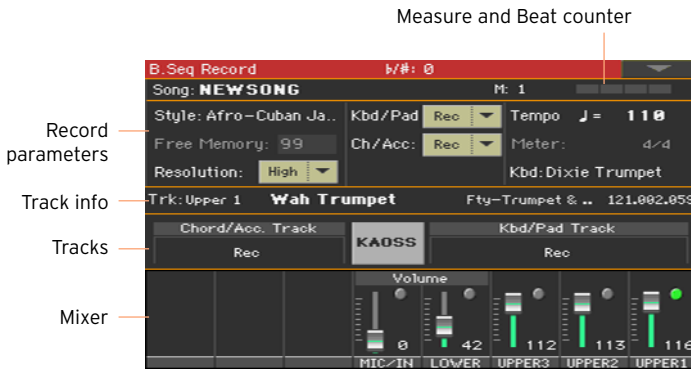 Measure and Beat counter
B.Seq Record ♭/#: 0
Song: NEWSONG M: 1
Style: Afro-Cuban Ja.. Kbd/Pad Rec Tempo ♩= 110
Record parameters
Free Memory: 99 Ch/Acc: Rec Meter: 4/4
Resolution: High Kbd:Dixie Trumpet
Track info
Trk: Upper 1 Wah Trumpet Fty-Trumpet & .. 121.002.059
Tracks
Chord/Acc. Track KAOSS Kbd/Pad Track
Rec Rec
Mixer
Volume
0 42 112 113 116
MIC/IN LOWER UPPER3 UPPER2 UPPER1